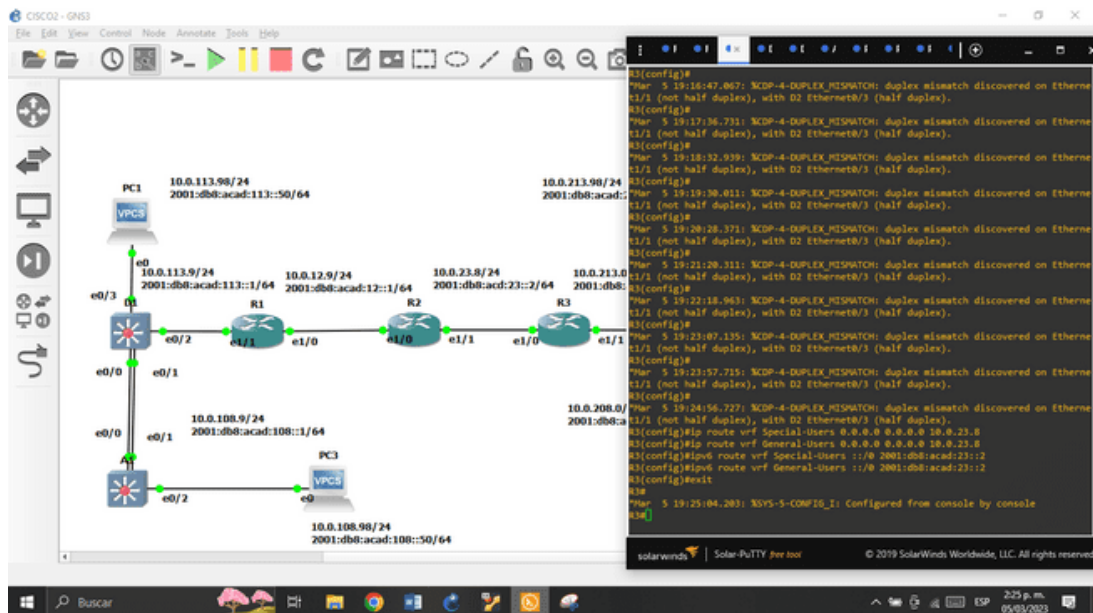 CISCO2 - GNS3
File Edit View Control Node Annotate Tools Help
PC1
10.0.113.98/24
2001:db8:acad:113::50/64
VPCS
e0
10.0.213.98/24
2001:db8:acad:2
10.0.113.9/24
2001:db8:acad:113::1/64
10.0.12.9/24
2001:db8:acad:12::1/64
10.0.23.8/24
2001:db8:acd:23::2/64
10.0.213.0
2001:db8:
e0/3
D1
R1
R2
R3
e0/2
e1/1
e1/0
e1/0
e1/1
e1/0
e1/1
e0/0
e0/1
10.0.108.9/24
2001:db8:acad:108::1/64
10.0.208.0/
2001:db8:a
e0/0
e0/1
PC3
VPCS
e0/2
e0
10.0.108.98/24
2001:db8:acad:108::50/64
R3(config)#
*Mar 5 19:16:47.067: %CDP-4-DUPLEX_MISMATCH: duplex mismatch discovered on Etherne
t1/1 (not half duplex), with D2 Ethernet0/3 (half duplex).
R3(config)#
*Mar 5 19:17:36.731: %CDP-4-DUPLEX_MISMATCH: duplex mismatch discovered on Etherne
t1/1 (not half duplex), with D2 Ethernet0/3 (half duplex).
R3(config)#
*Mar 5 19:18:32.939: %CDP-4-DUPLEX_MISMATCH: duplex mismatch discovered on Etherne
t1/1 (not half duplex), with D2 Ethernet0/3 (half duplex).
R3(config)#
*Mar 5 19:19:30.011: %CDP-4-DUPLEX_MISMATCH: duplex mismatch discovered on Etherne
t1/1 (not half duplex), with D2 Ethernet0/3 (half duplex).
R3(config)#
*Mar 5 19:20:28.371: %CDP-4-DUPLEX_MISMATCH: duplex mismatch discovered on Etherne
t1/1 (not half duplex), with D2 Ethernet0/3 (half duplex).
R3(config)#
*Mar 5 19:21:20.311: %CDP-4-DUPLEX_MISMATCH: duplex mismatch discovered on Etherne
t1/1 (not half duplex), with D2 Ethernet0/3 (half duplex).
R3(config)#
*Mar 5 19:22:18.963: %CDP-4-DUPLEX_MISMATCH: duplex mismatch discovered on Etherne
t1/1 (not half duplex), with D2 Ethernet0/3 (half duplex).
R3(config)#
*Mar 5 19:23:07.135: %CDP-4-DUPLEX_MISMATCH: duplex mismatch discovered on Etherne
t1/1 (not half duplex), with D2 Ethernet0/3 (half duplex).
R3(config)#
*Mar 5 19:23:57.715: %CDP-4-DUPLEX_MISMATCH: duplex mismatch discovered on Etherne
t1/1 (not half duplex), with D2 Ethernet0/3 (half duplex).
R3(config)#
*Mar 5 19:24:56.727: %CDP-4-DUPLEX_MISMATCH: duplex mismatch discovered on Etherne
t1/1 (not half duplex), with D2 Ethernet0/3 (half duplex).
R3(config)#ip route vrf Special-Users 0.0.0.0 0.0.0.0 10.0.23.8
R3(config)#ip route vrf General-Users 0.0.0.0 0.0.0.0 10.0.23.8
R3(config)#ipv6 route vrf Special-Users ::/0 2001:db8:acad:23::2
R3(config)#ipv6 route vrf General-Users ::/0 2001:db8:acad:23::2
R3(config)#exit
R3#
*Mar 5 19:25:04.203: %SYS-5-CONFIG_I: Configured from console by console
R3#
solarwinds Solar-PuTTY free tool © 2019 SolarWinds Worldwide, LLC. All rights reserved
Buscar
ESP
2:25 p. m.
05/03/2023